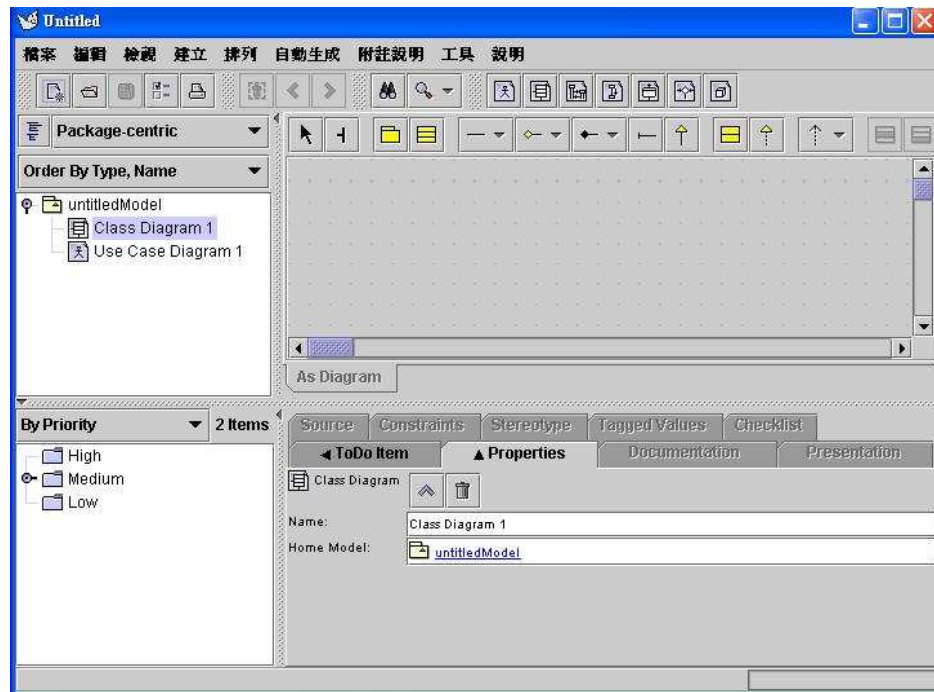 Untitled
檔案 編輯 檢視 建立 排列 自動生成 附註說明 工具 說明
Package-centric
Order By Type, Name
untitledModel
Class Diagram 1
Use Case Diagram 1
As Diagram
By Priority 2 Items
High
Medium
Low
Source Constraints Stereotype Tagged Values Checklist
ToDo Item Properties Documentation Presentation
Class Diagram
Name: Class Diagram 1
Home Model: untitledModel